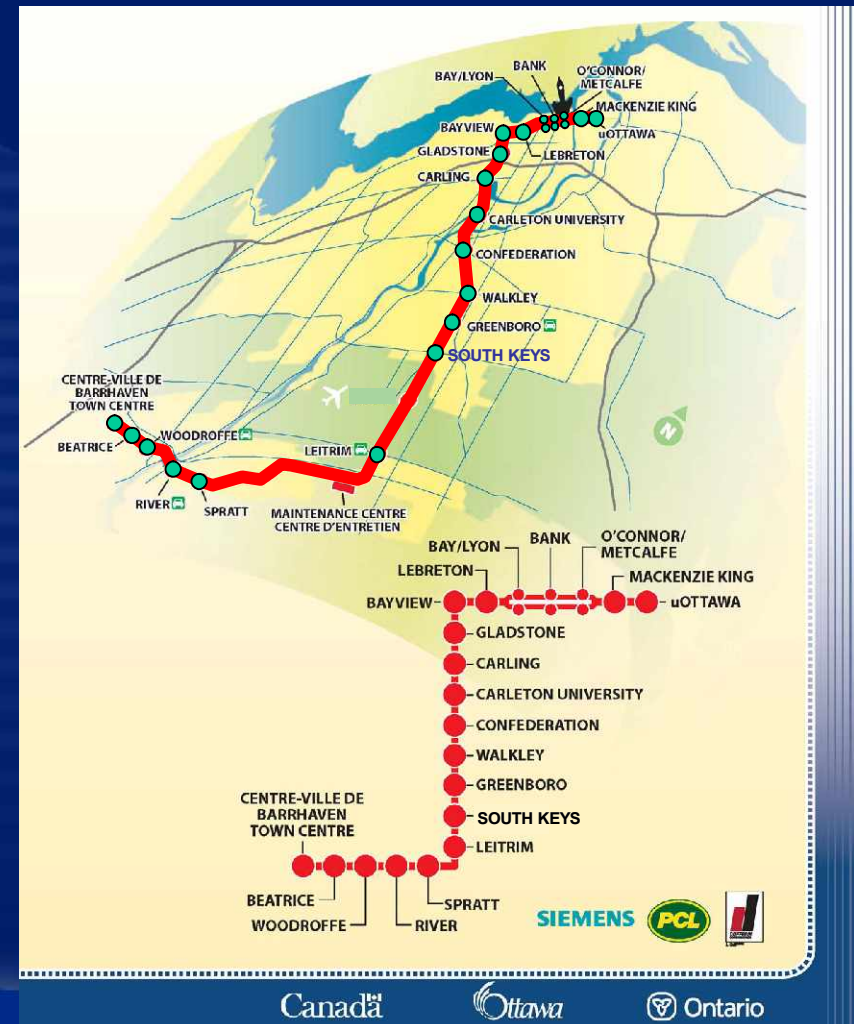 BANK
O'CONNOR/
METCALFE
BAY/LYON
MACKENZIE KING
BAYVIEW
uOTTAWA
GLADSTONE
LEBRETON
CARLING
CARLETON UNIVERSITY
CONFEDERATION
WALKLEY
GREENBORO
SOUTH KEYS
CENTRE-VILLE DE
BARRHAVEN
TOWN CENTRE
BEATRICE
WOODROFFE
LEITRIM
N
RIVER
SPRATT
MAINTENANCE CENTRE
CENTRE D'ENTRETIEN
BAY/LYON
BANK
O'CONNOR/
METCALFE
LEBRETON
MACKENZIE KING
BAYVIEW
uOTTAWA
GLADSTONE
CARLING
CARLETON UNIVERSITY
CONFEDERATION
WALKLEY
GREENBORO
SOUTH KEYS
LEITRIM
CENTRE-VILLE DE
BARRHAVEN
TOWN CENTRE
BEATRICE
SPRATT
WOODROFFE
RIVER
SIEMENS
PCL
Canada
Ottawa
Ontario